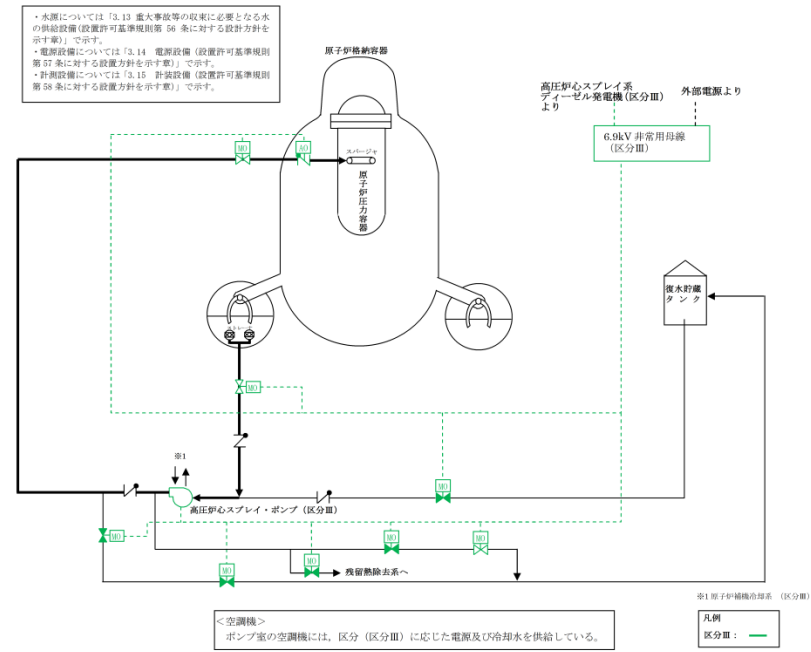 ・水源については「3.13 重大事故等の収束に必要となる水
の供給設備(設置許可基準規則第 56 条に対する設計方針を
示す章)」で示す。
・電源設備については「3.14 電源設備 (設置許可基準規則
第57条に対する設置方針を示す章)」で示す。
・計測設備については「3.15 計装設備 (設置許可基準規則
第58条に対する設置方針を示す章)」で示す。
原子炉格納容器
高圧炉心スプレイ系
ディーゼル発電機(区分Ⅲ)
より
外部電源より
6.9kV 非常用母線
(区分Ⅲ)
MO
AO
スパージャ
原子炉圧力容器
復水貯蔵
タンク
ストレーナ
MO
※1
MO
高圧炉心スプレイ・ポンプ (区分Ⅲ)
MO
MO
MO
MO
MO
残留熱除去系へ
※1 原子炉補機冷却系 (区分Ⅲ)
<空調機>
ポンプ室の空調機には，区分（区分Ⅲ）に応じた電源及び冷却水を供給している。
凡例
区分Ⅲ：